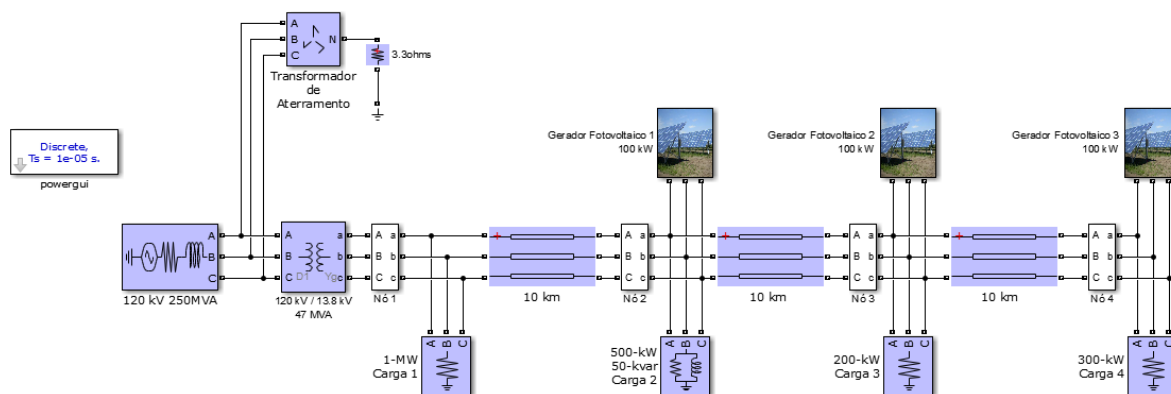 A
B
C
N
3.3ohms
Transformador
de
Aterramento
Discrete,
Ts = 1e-05 s.
powergui
Gerador Fotovoltaico 1
100 kW
Gerador Fotovoltaico 2
100 kW
Gerador Fotovoltaico 3
100 kW
A
B
C
120 kV 250MVA
A
B
C
D1
Yg
a
b
c
120 kV / 13.8 kV
47 MVA
A
B
C
a
b
c
Nó 1
10 km
A a
B b
C c
Nó 2
10 km
A a
B b
C c
Nó 3
10 km
A a
B b
C c
Nó 4
A B C
1-MW
Carga 1
A B C
500-kW
50-kvar
Carga 2
A B C
200-kW
Carga 3
A B C
300-kW
Carga 4